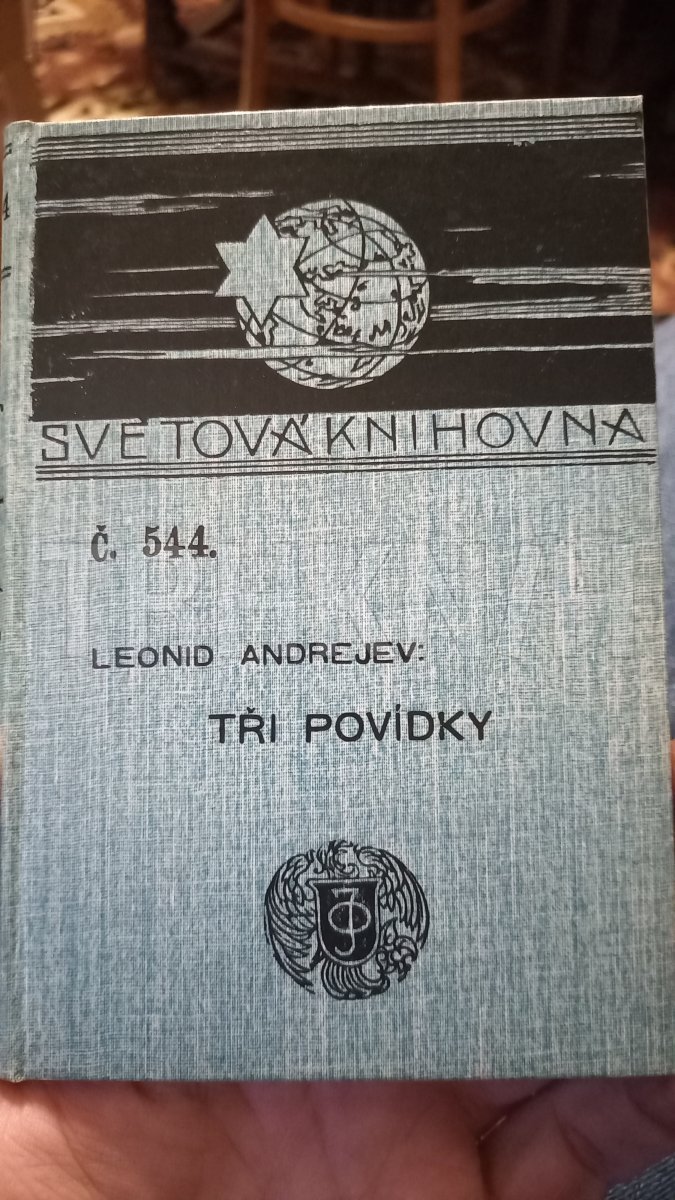 SVĚTOVÁ KNIHOVNA
Č. 544.
LEONID ANDREJEV:
TŘI POVÍDKY